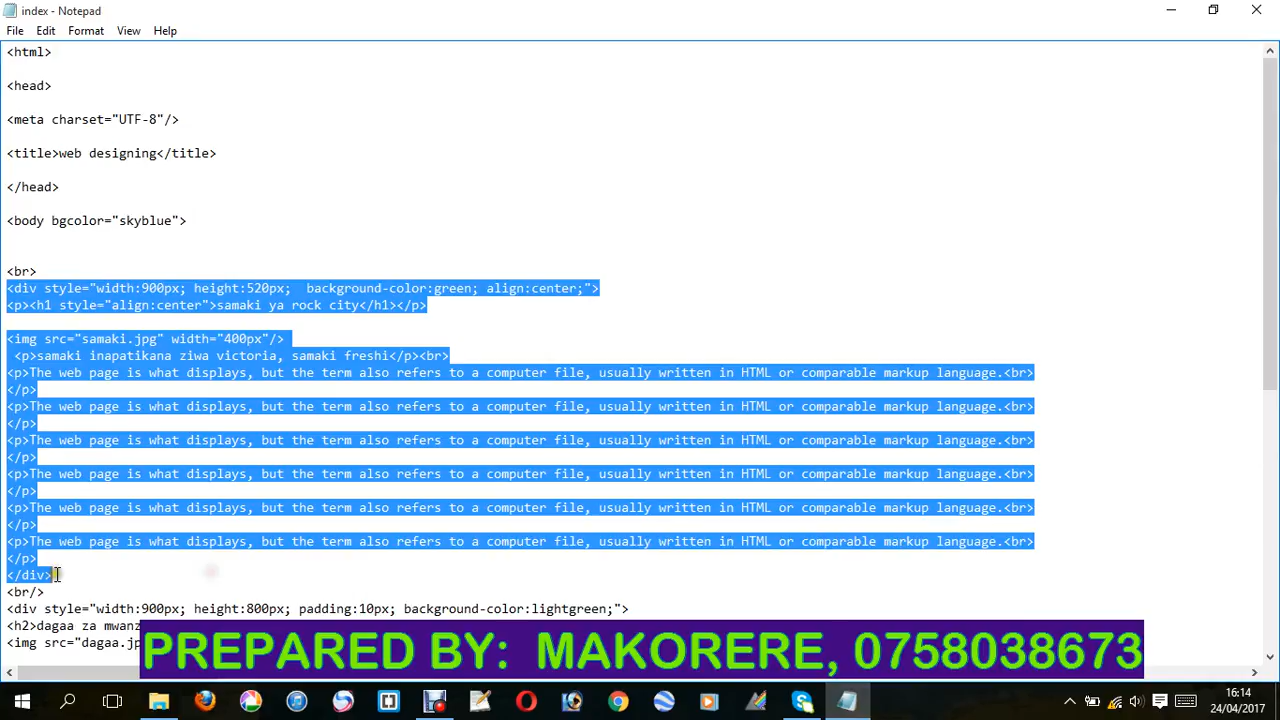 index - Notepad
File Edit Format View Help
<html>
<head>
<meta charset="UTF-8"/>
<title>web designing</title>
</head>
<body bgcolor="skyblue">
<br>
<div style="width:900px; height:520px;  background-color:green; align:center;">
<p><h1 style="align:center">samaki ya rock city</h1></p>
<img src="samaki.jpg" width="400px"/>
<p>samaki inapatikana ziwa victoria, samaki freshi</p><br>
<p>The web page is what displays, but the term also refers to a computer file, usually written in HTML or comparable markup language.<br>
</p>
<p>The web page is what displays, but the term also refers to a computer file, usually written in HTML or comparable markup language.<br>
</p>
<p>The web page is what displays, but the term also refers to a computer file, usually written in HTML or comparable markup language.<br>
</p>
<p>The web page is what displays, but the term also refers to a computer file, usually written in HTML or comparable markup language.<br>
</p>
<p>The web page is what displays, but the term also refers to a computer file, usually written in HTML or comparable markup language.<br>
</p>
<p>The web page is what displays, but the term also refers to a computer file, usually written in HTML or comparable markup language.<br>
</p>
</div>
<br/>
<div style="width:900px; height:800px; padding:10px; background-color:lightgreen;">
<h2>dagaa za mwanz
<img src="dagaa.jp
PREPARED BY: MAKORERE, 0758038673
16:14
24/04/2017